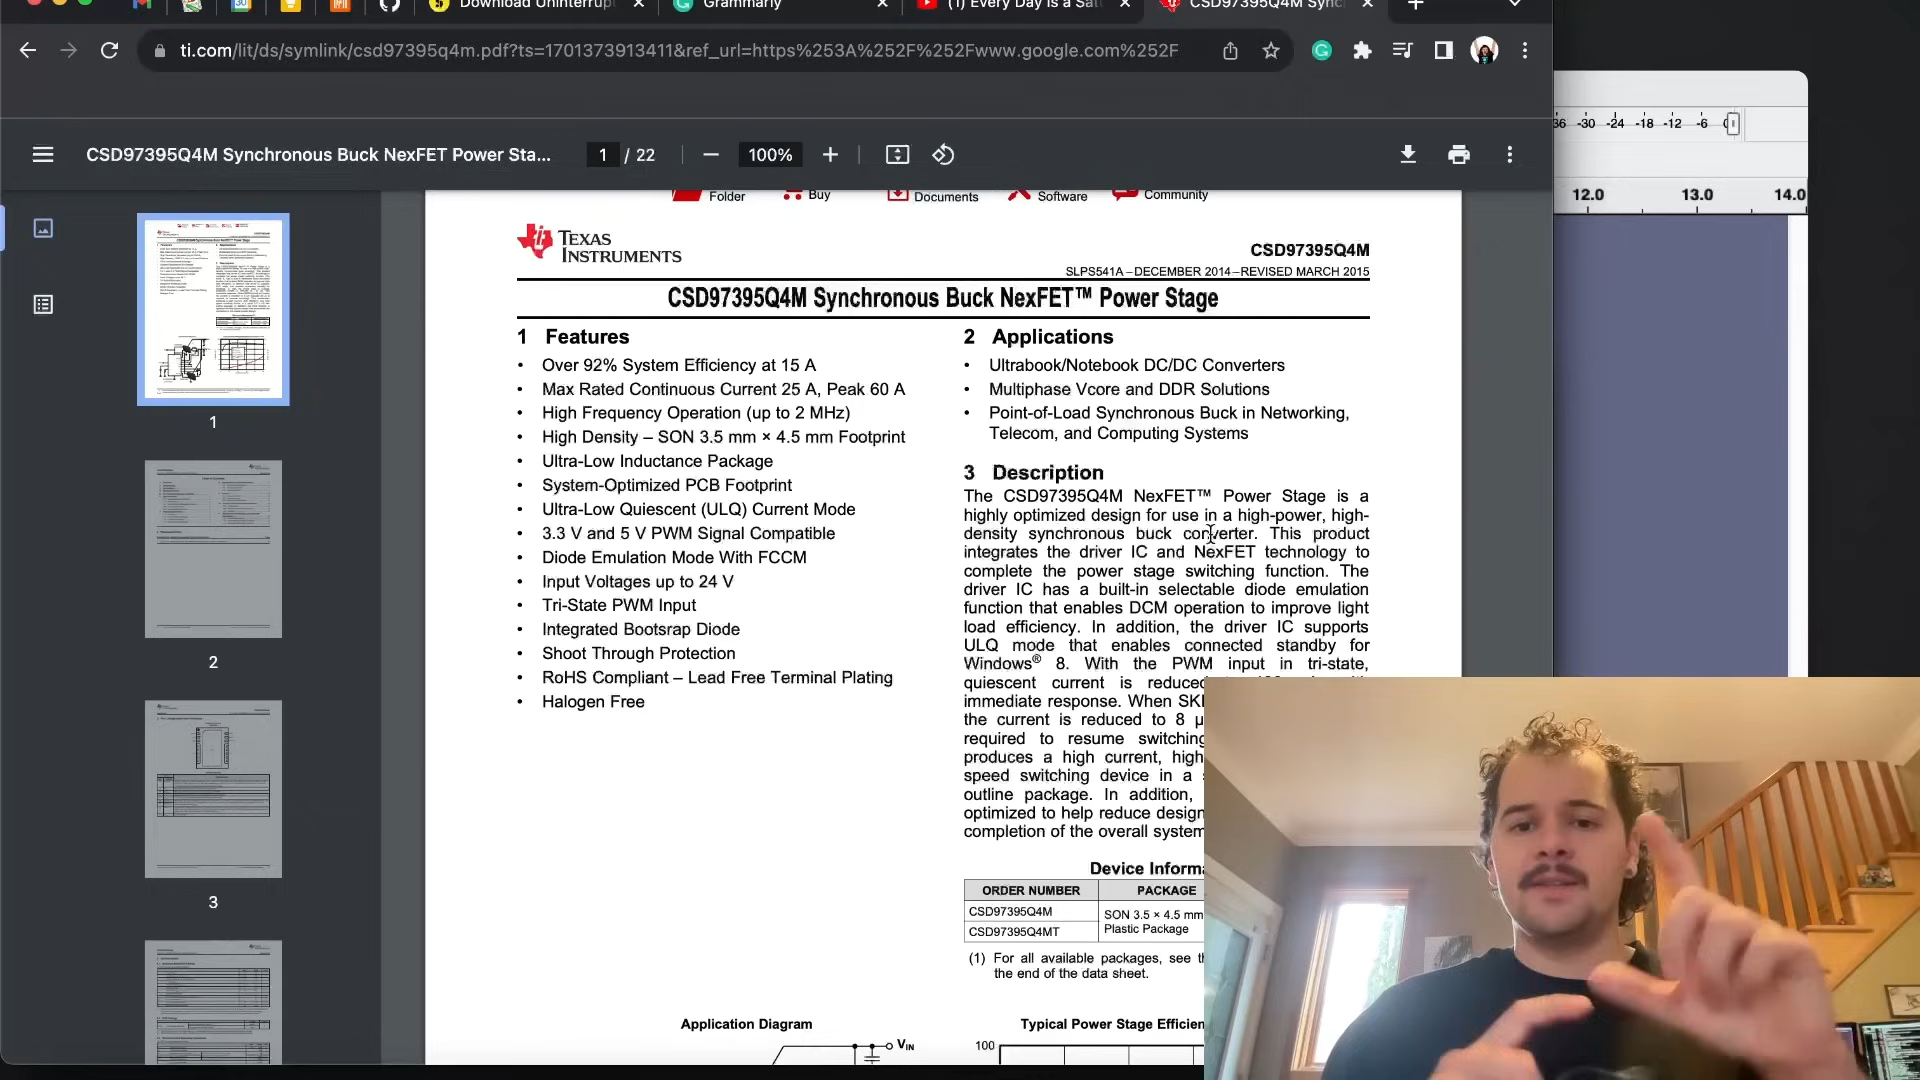 Download Uninterrup
Grammarly
(1) Every Day Is a Sat
CSD97395Q4M Sync
ti.com/lit/ds/symlink/csd97395q4m.pdf?ts=1701373913411&ref_url=https%253A%252F%252Fwww.google.com%252F
CSD97395Q4M Synchronous Buck NexFET Power Sta...
1 / 22
100%
36 -30 -24 -18 -12 -6
12.0 13.0 14.0
1
2
3
Folder
Buy
Documents
Software
Community
TEXAS
INSTRUMENTS
CSD97395Q4M
SLPS541A – DECEMBER 2014 – REVISED MARCH 2015
CSD97395Q4M Synchronous Buck NexFET™ Power Stage
1 Features
• Over 92% System Efficiency at 15 A
• Max Rated Continuous Current 25 A, Peak 60 A
• High Frequency Operation (up to 2 MHz)
• High Density – SON 3.5 mm × 4.5 mm Footprint
• Ultra-Low Inductance Package
• System-Optimized PCB Footprint
• Ultra-Low Quiescent (ULQ) Current Mode
• 3.3 V and 5 V PWM Signal Compatible
• Diode Emulation Mode With FCCM
• Input Voltages up to 24 V
• Tri-State PWM Input
• Integrated Bootsrap Diode
• Shoot Through Protection
• RoHS Compliant – Lead Free Terminal Plating
• Halogen Free
2 Applications
• Ultrabook/Notebook DC/DC Converters
• Multiphase Vcore and DDR Solutions
• Point-of-Load Synchronous Buck in Networking,
Telecom, and Computing Systems
3 Description
The CSD97395Q4M NexFET™ Power Stage is a
highly optimized design for use in a high-power, high-
density synchronous buck converter. This product
integrates the driver IC and NexFET technology to
complete the power stage switching function. The
driver IC has a built-in selectable diode emulation
function that enables DCM operation to improve light
load efficiency. In addition, the driver IC supports
ULQ mode that enables connected standby for
Windows® 8. With the PWM input in tri-state,
quiescent current is reduced
immediate response. When SKI
the current is reduced to 8 µ
required to resume switching
produces a high current, high
speed switching device in a
outline package. In addition,
optimized to help reduce design
completion of the overall system
Device Informa
ORDER NUMBER PACKAGE
CSD97395Q4M
CSD97395Q4MT
SON 3.5 × 4.5 mm
Plastic Package
(1) For all available packages, see th
the end of the data sheet.
Application Diagram
VIN
Typical Power Stage Efficien
100